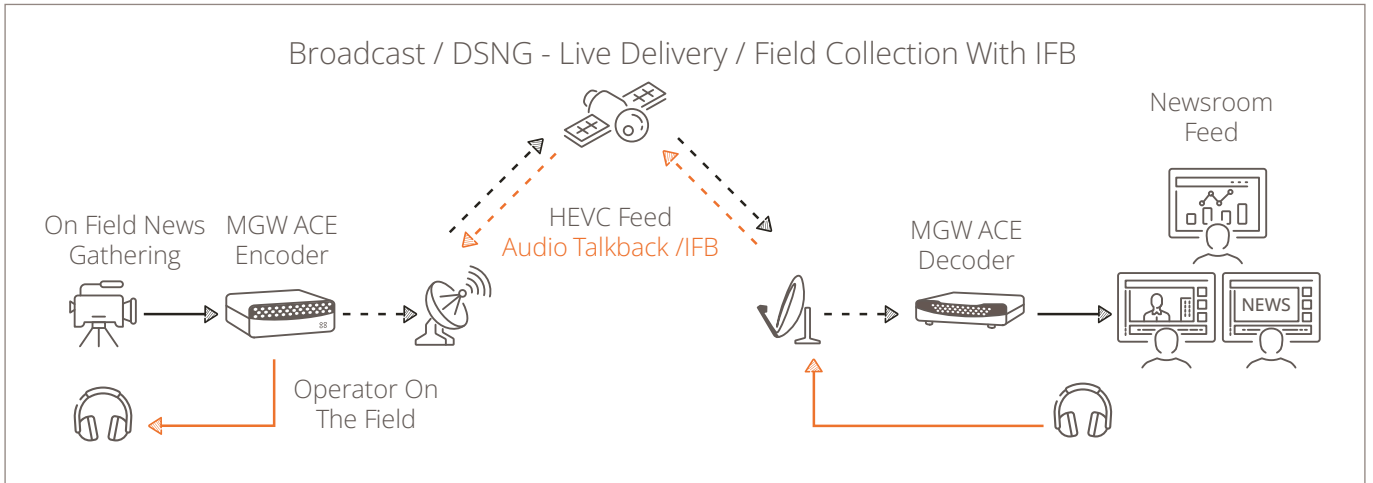 Broadcast / DSNG - Live Delivery / Field Collection With IFB
Newsroom
Feed
On Field News
Gathering
MGW ACE
Encoder
HEVC Feed
Audio Talkback /IFB
MGW ACE
Decoder
NEWS
Operator On
The Field